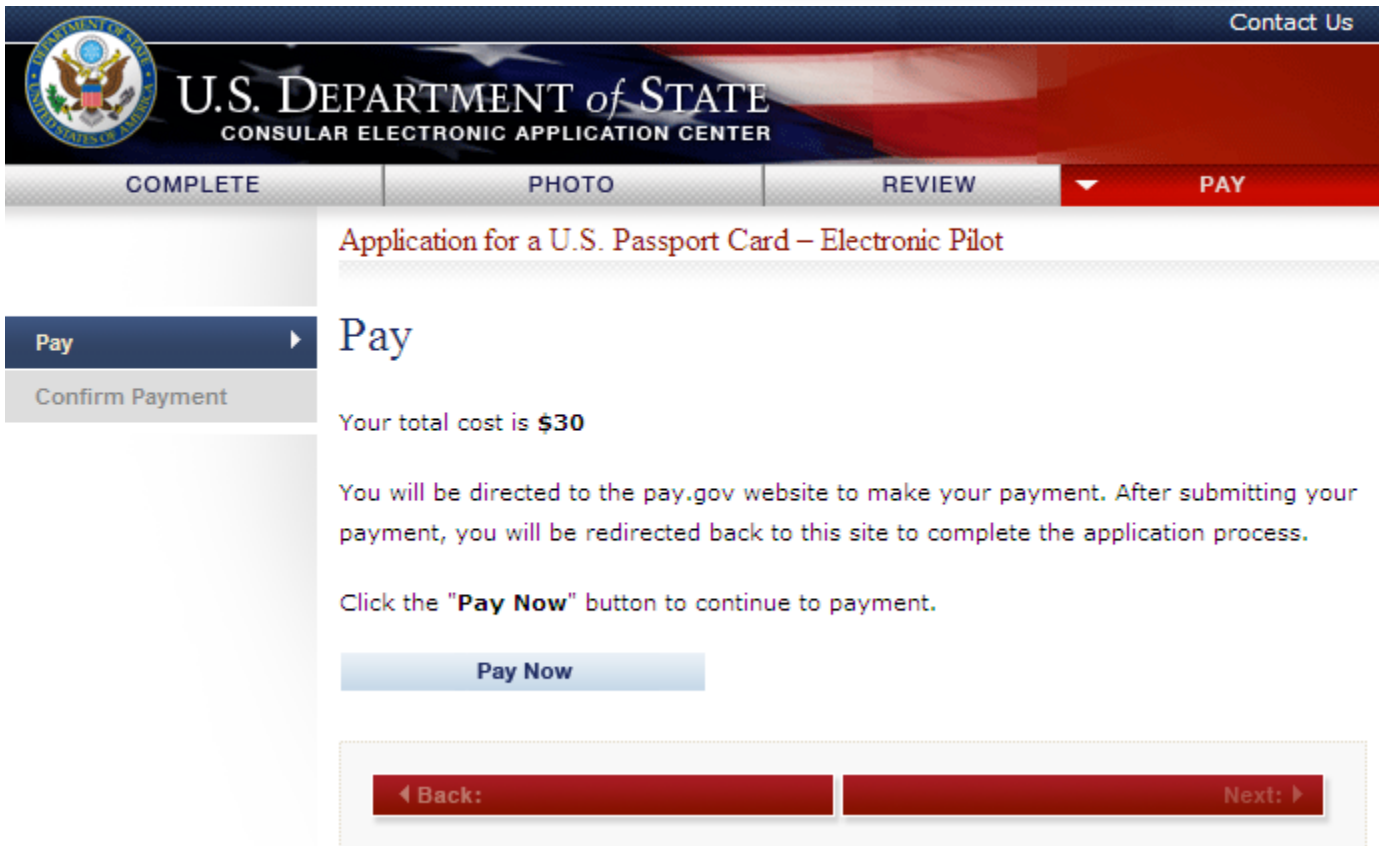 Contact Us
U.S. DEPARTMENT of STATE
CONSULAR ELECTRONIC APPLICATION CENTER
COMPLETE PHOTO REVIEW PAY
Application for a U.S. Passport Card – Electronic Pilot
Pay
Confirm Payment
Pay
Your total cost is $30
You will be directed to the pay.gov website to make your payment. After submitting your
payment, you will be redirected back to this site to complete the application process.
Click the "Pay Now" button to continue to payment.
Pay Now
Back: Next: